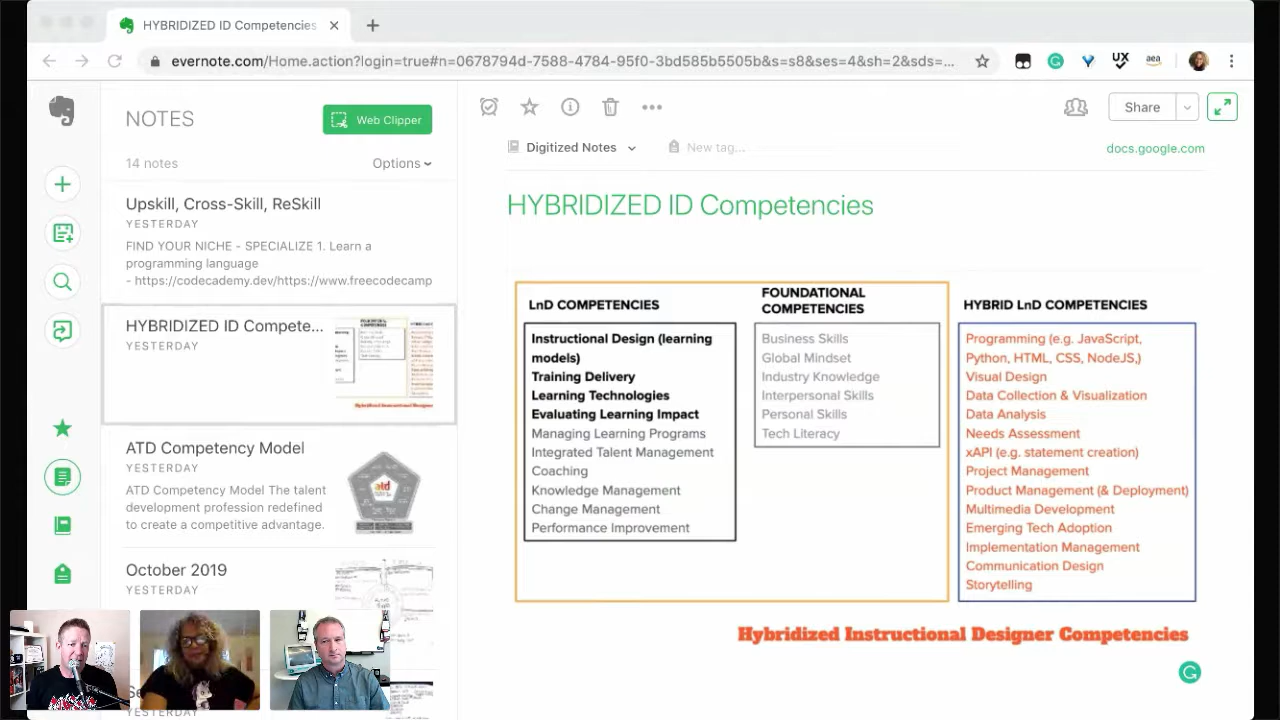 HYBRIDIZED ID Competencies
evernote.com/Home.action?login=true#n=0678794d-7588-4784-95f0-3bd585b5505b&s=s8&ses=4&sh=2&sds=...
UX
aea
NOTES
Web Clipper
14 notes
Options
Upskill, Cross-Skill, ReSkill
YESTERDAY
FIND YOUR NICHE - SPECIALIZE 1. Learn a
programming language
- https://codecademy.dev/https://www.freecodecamp
HYBRIDIZED ID Compete...
YESTERDAY
ATD Competency Model
YESTERDAY
ATD Competency Model The talent
development profession redefined
to create a competitive advantage.
atd
October 2019
YESTERDAY
YESTERDAY
Share
Digitized Notes
New tag...
docs.google.com
HYBRIDIZED ID Competencies
LnD COMPETENCIES
Instructional Design (learning
models)
Training Delivery
Learning Technologies
Evaluating Learning Impact
Managing Learning Programs
Integrated Talent Management
Coaching
Knowledge Management
Change Management
Performance Improvement
FOUNDATIONAL
COMPETENCIES
Business Skills
Global Mindset
Industry Knowledge
Interpersonal Skills
Personal Skills
Tech Literacy
HYBRID LnD COMPETENCIES
Programming (e.g. JavaScript,
Python, HTML, CSS, NodeJS,)
Visual Design
Data Collection & Visualization
Data Analysis
Needs Assessment
xAPI (e.g. statement creation)
Project Management
Product Management (& Deployment)
Multimedia Development
Emerging Tech Adoption
Implementation Management
Communication Design
Storytelling
Hybridized Instructional Designer Competencies